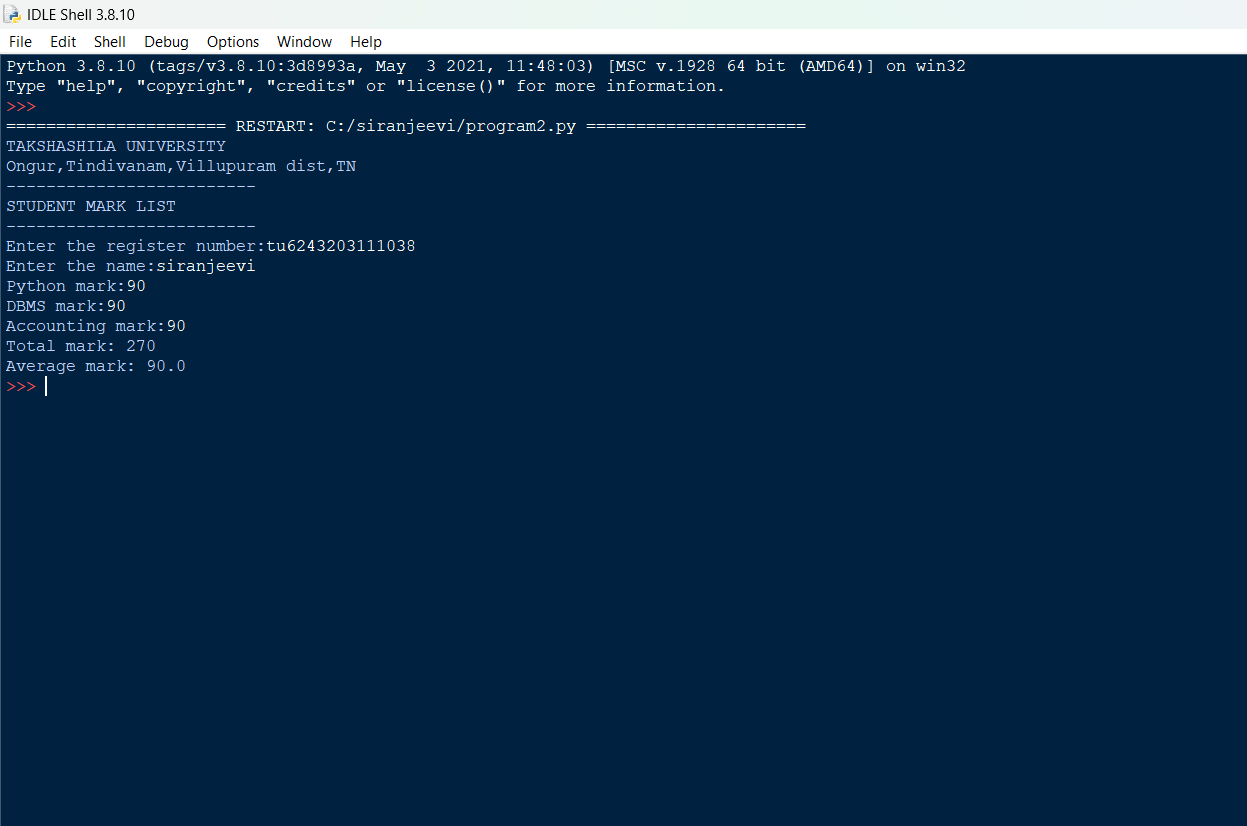 IDLE Shell 3.8.10
File Edit Shell Debug Options Window Help
Python 3.8.10 (tags/v3.8.10:3d8993a, May  3 2021, 11:48:03) [MSC v.1928 64 bit (AMD64)] on win32
Type "help", "copyright", "credits" or "license()" for more information.
>>>
====================== RESTART: C:/siranjeevi/program2.py ======================
TAKSHASHILA UNIVERSITY
Ongur,Tindivanam,Villupuram dist,TN
-------------------------
STUDENT MARK LIST
-------------------------
Enter the register number:tu6243203111038
Enter the name:siranjeevi
Python mark:90
DBMS mark:90
Accounting mark:90
Total mark: 270
Average mark: 90.0
>>>